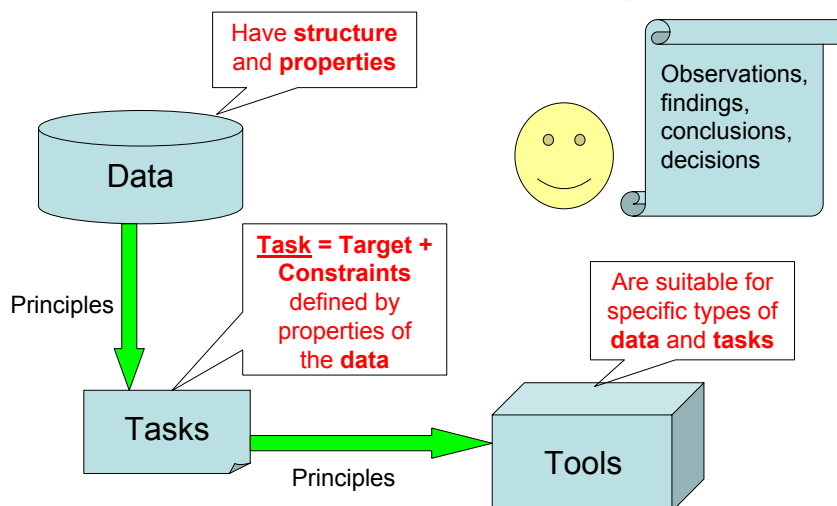 Have structure
and properties
Observations,
findings,
conclusions,
decisions
Data
Task = Target +
Constraints
defined by
properties of
the data
Principles
Are suitable for
specific types of
data and tasks
Tasks
Principles
Tools